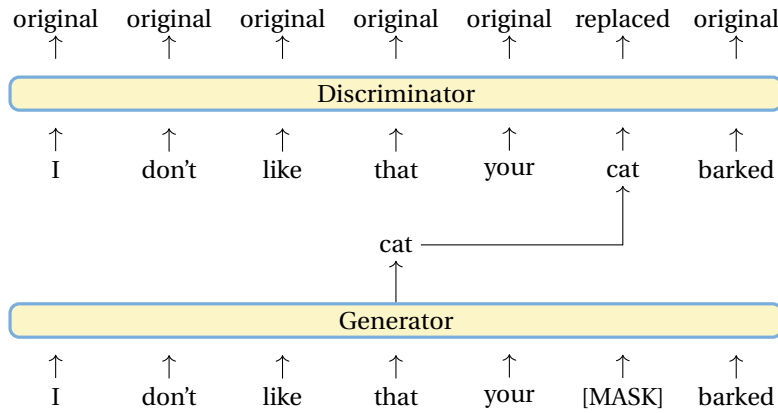 original original original original original replaced original
Discriminator
I don't like that your cat barked
cat
Generator
I don't like that your [MASK] barked